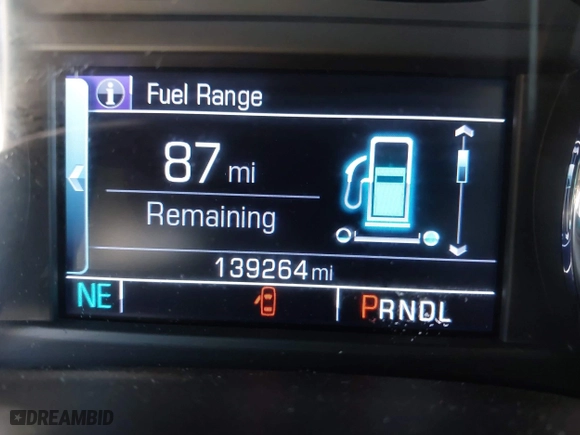 i Fuel Range
87 mi
Remaining
139264 mi
NE PRNDL
DREAMBID